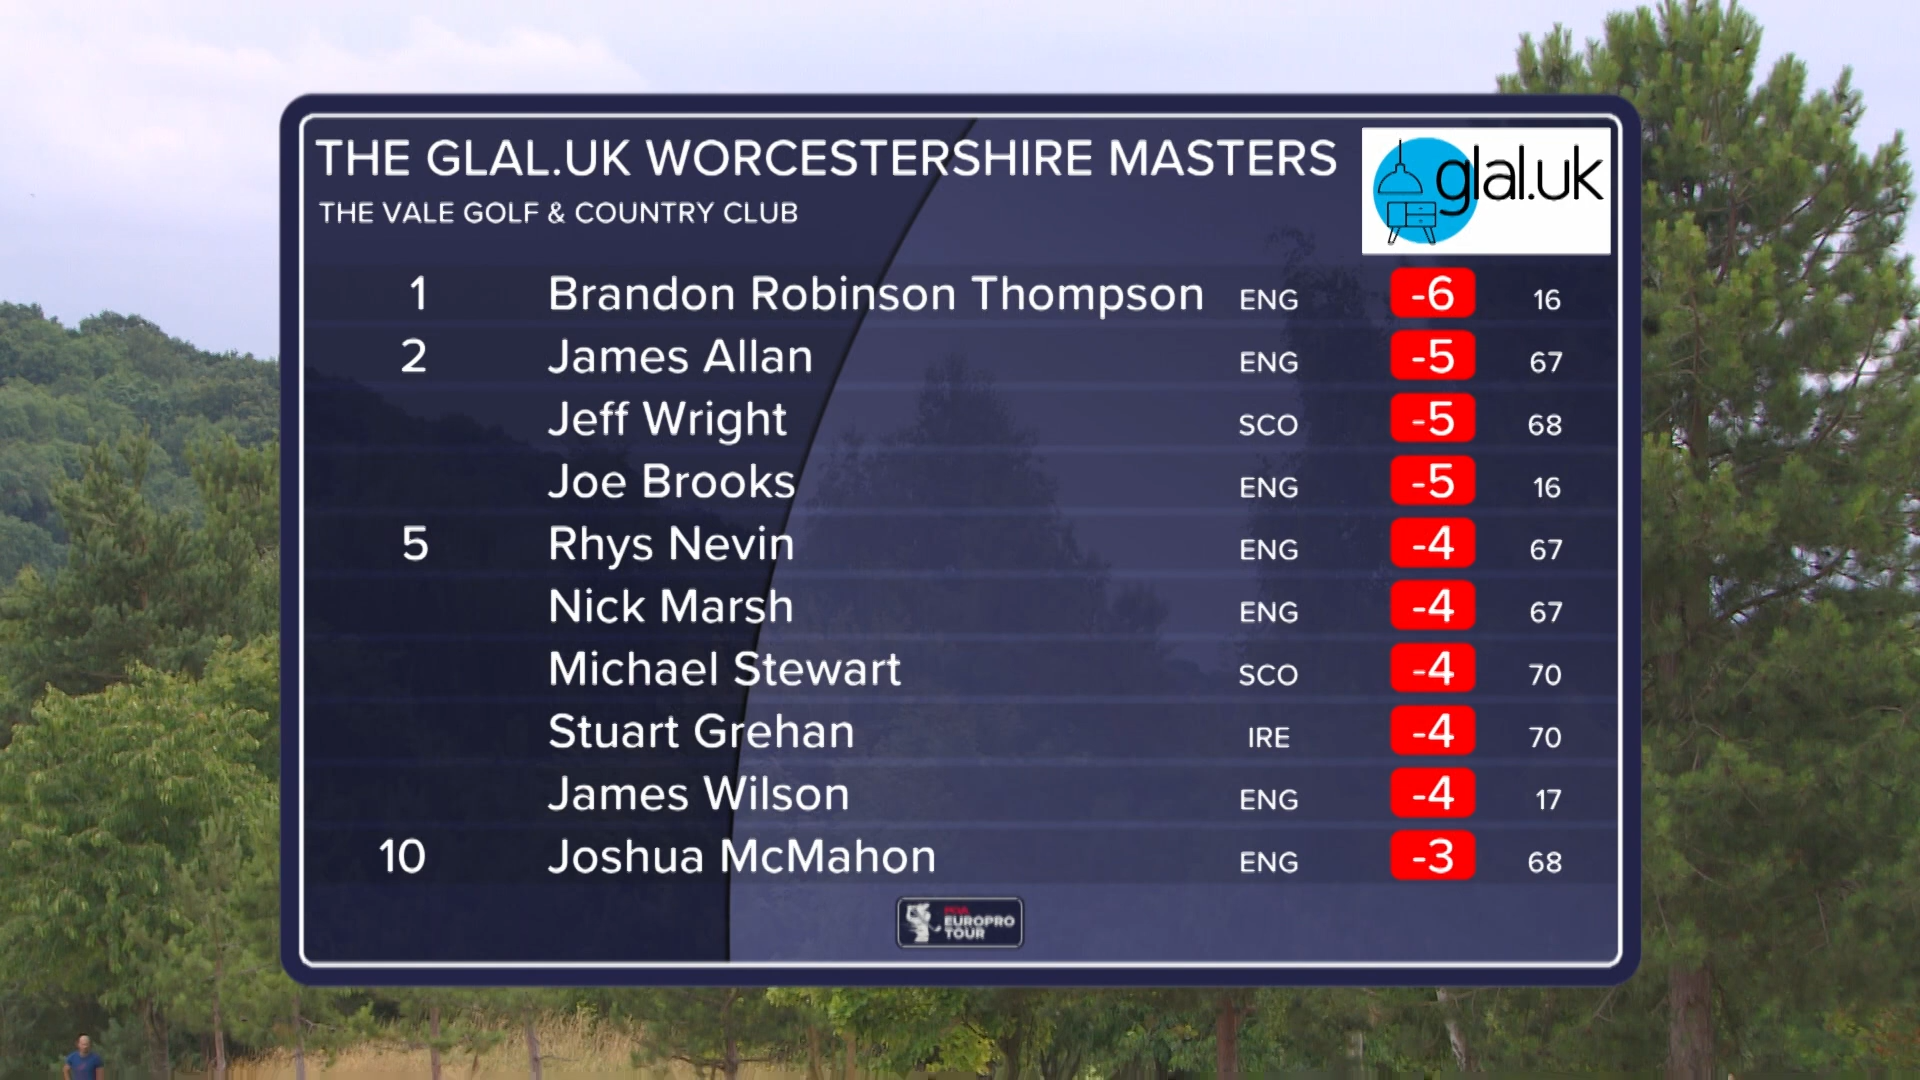 THE GLAL.UK WORCESTERSHIRE MASTERS
glal.uk
THE VALE GOLF & COUNTRY CLUB
1 Brandon Robinson Thompson ENG -6 16
2 James Allan ENG -5 67
Jeff Wright SCO -5 68
Joe Brooks ENG -5 16
5 Rhys Nevin ENG -4 67
Nick Marsh ENG -4 67
Michael Stewart SCO -4 70
Stuart Grehan IRE -4 70
James Wilson ENG -4 17
10 Joshua McMahon ENG -3 68
PGA
EUROPRO
TOUR